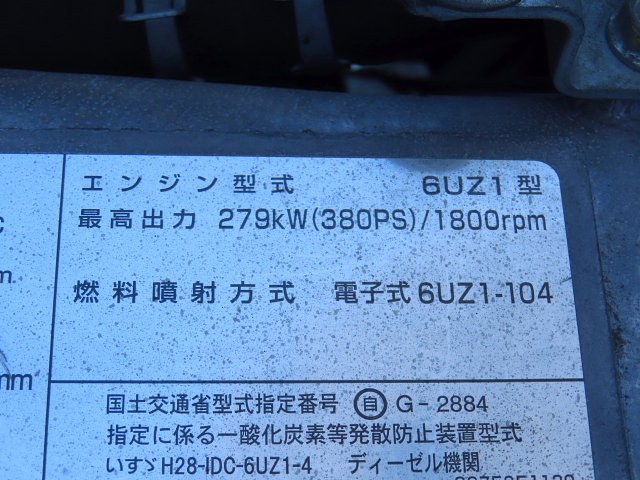 エンジン型式 6UZ1型
最高出力 279kW(380PS)/1800rpm
燃料噴射方式 電子式6UZ1-104
mm
国土交通省型式指定番号 自 G-2884
指定に係る一酸化炭素等発散防止装置型式
いすゞH28-IDC-6UZ1-4 ディーゼル機関